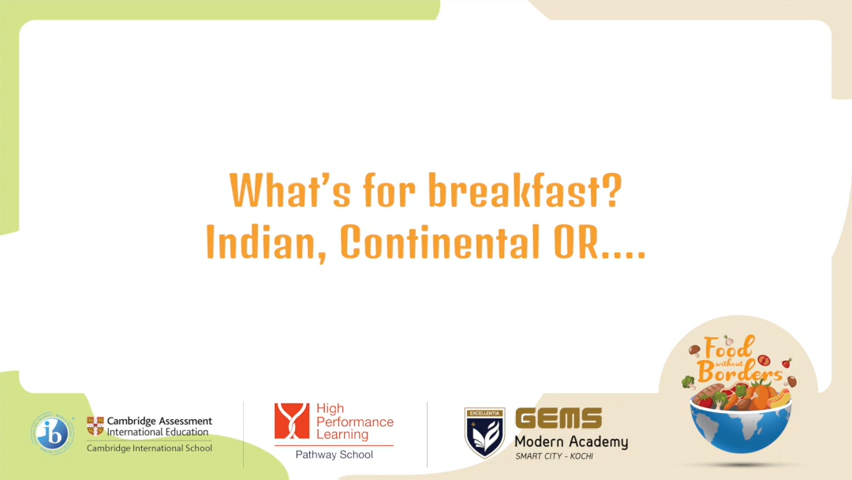 What's for breakfast?
Indian, Continental OR....
Food
without
Borders
ib
Cambridge Assessment
International Education
Cambridge International School
High
Performance
Learning
Pathway School
EXCELLENTIA
GEMS
Modern Academy
SMART CITY - KOCHI